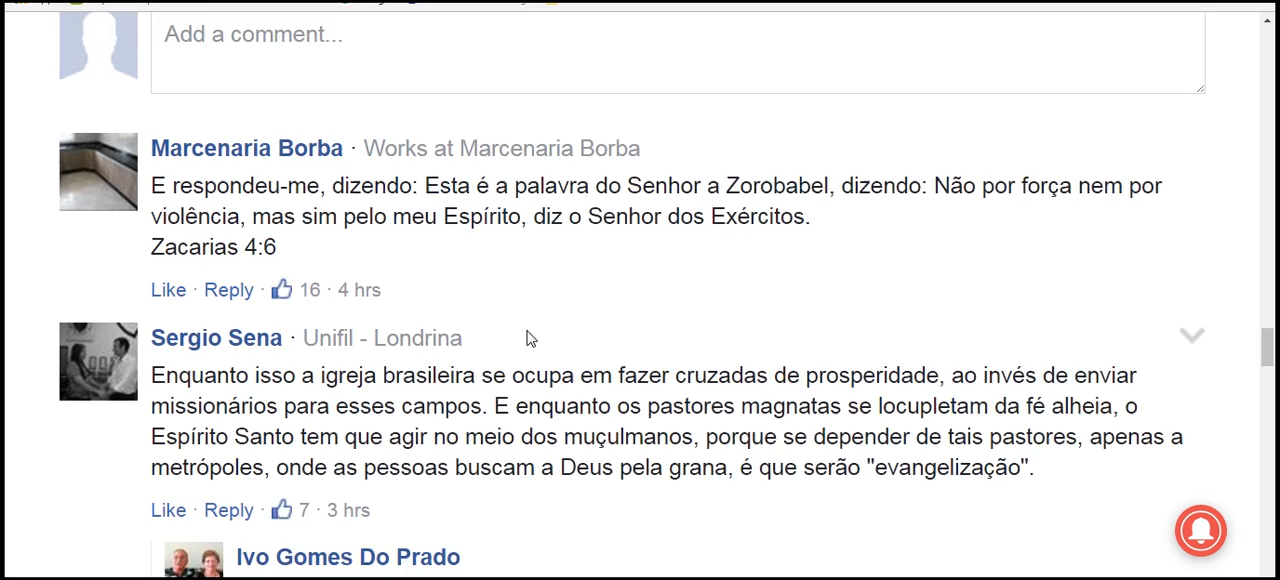 Add a comment...
Marcenaria Borba · Works at Marcenaria Borba
E respondeu-me, dizendo: Esta é a palavra do Senhor a Zorobabel, dizendo: Não por força nem por
violência, mas sim pelo meu Espírito, diz o Senhor dos Exércitos.
Zacarias 4:6
Like · Reply · 16 · 4 hrs
Sergio Sena · Unifil - Londrina
Enquanto isso a igreja brasileira se ocupa em fazer cruzadas de prosperidade, ao invés de enviar
missionários para esses campos. E enquanto os pastores magnatas se locupletam da fé alheia, o
Espírito Santo tem que agir no meio dos muçulmanos, porque se depender de tais pastores, apenas a
metrópoles, onde as pessoas buscam a Deus pela grana, é que serão "evangelização".
Like · Reply · 7 · 3 hrs
Ivo Gomes Do Prado